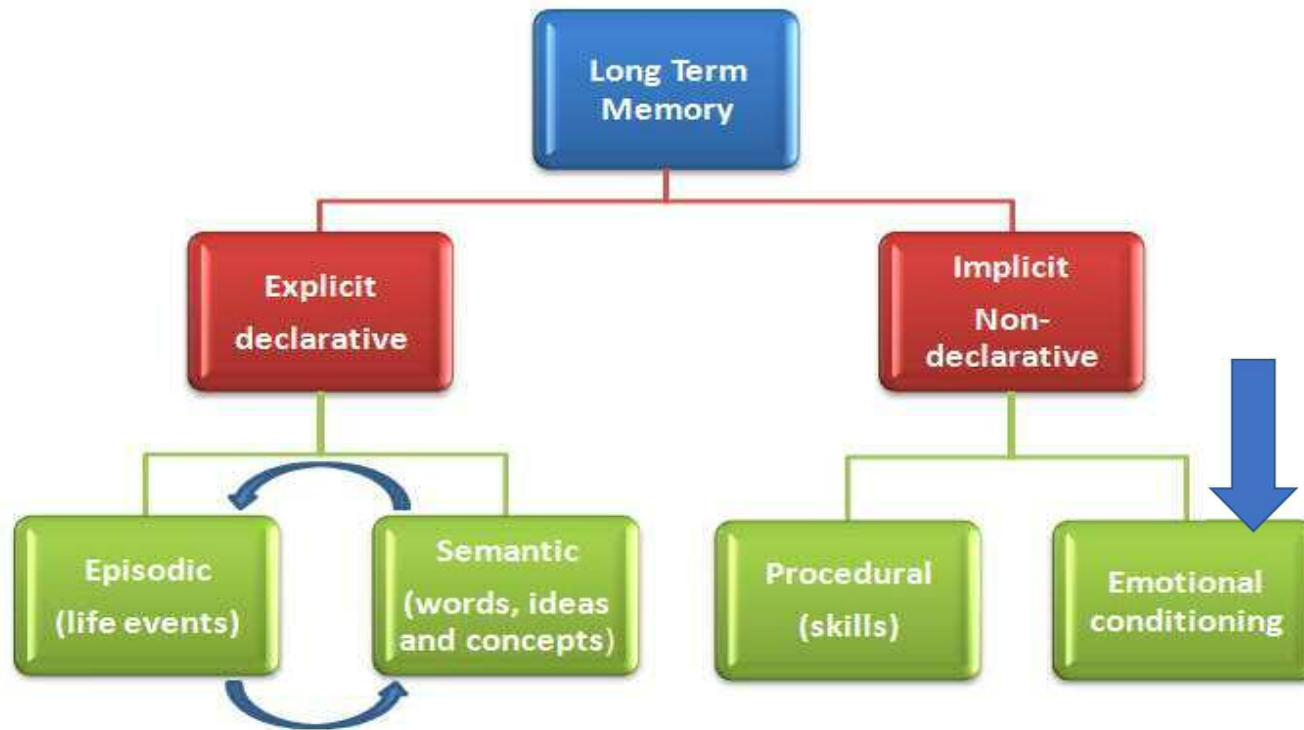 Long Term
Memory
Explicit
declarative
Implicit
Non-
declarative
Episodic
(life events)
Semantic
(words, ideas
and concepts)
Procedural
(skills)
Emotional
conditioning